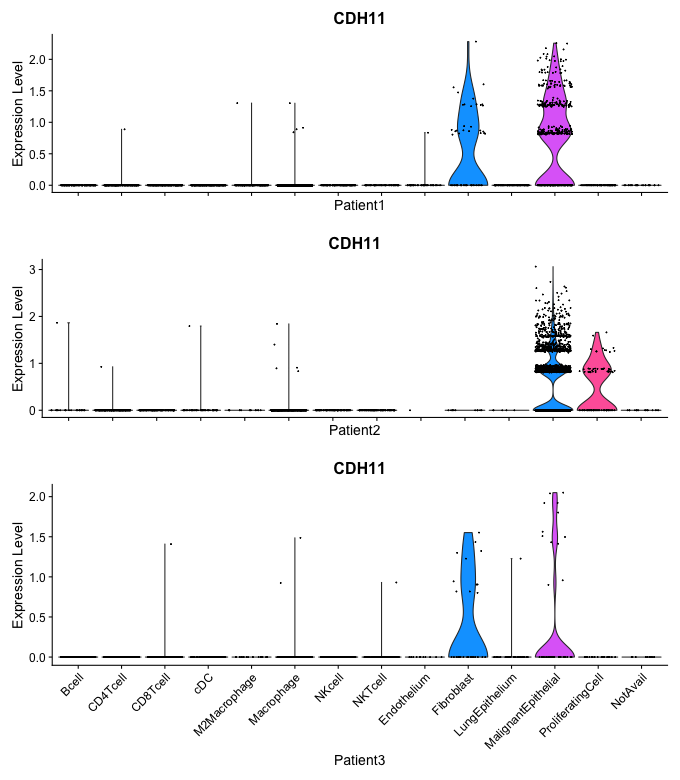 CDH11
Expression Level
2.0
1.5
1.0
0.5
0.0
Patient1
CDH11
Expression Level
3
2
1
0
Patient2
CDH11
Expression Level
2.0
1.5
1.0
0.5
0.0
Bcell
CD4Tcell
CD8Tcell
cDC
M2Macrophage
Macrophage
NKcell
NKTcell
Endothelium
Fibroblast
LungEpithelium
MalignantEpithelial
ProliferatingCell
NotAvail
Patient3